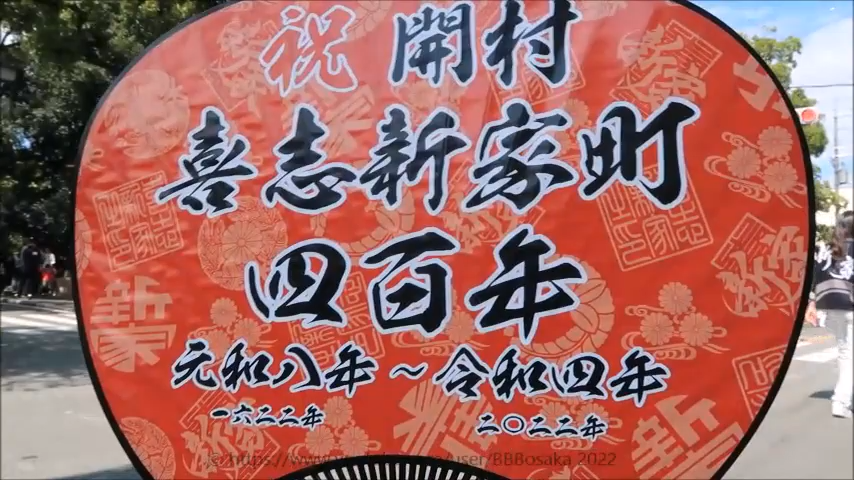 祝 開村
喜志新家町
四百年
元和八年～令和四年
一六二二年 二〇二二年